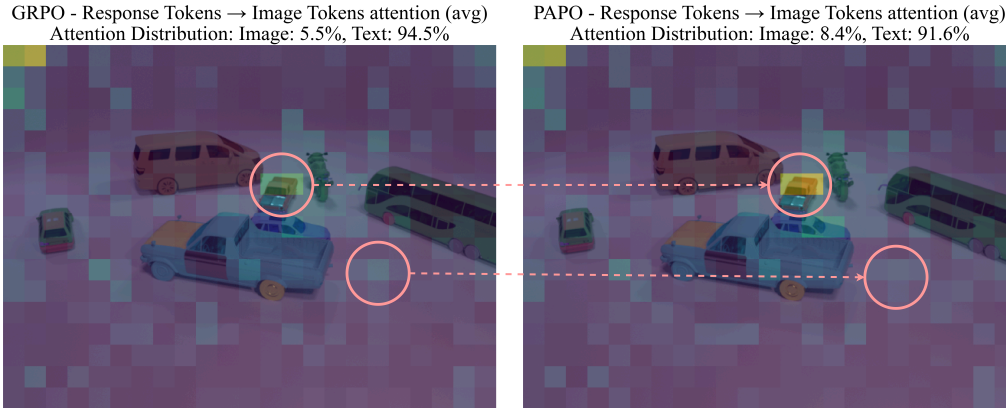 GRPO - Response Tokens → Image Tokens attention (avg)
Attention Distribution: Image: 5.5%, Text: 94.5%
PAPO - Response Tokens → Image Tokens attention (avg)
Attention Distribution: Image: 8.4%, Text: 91.6%